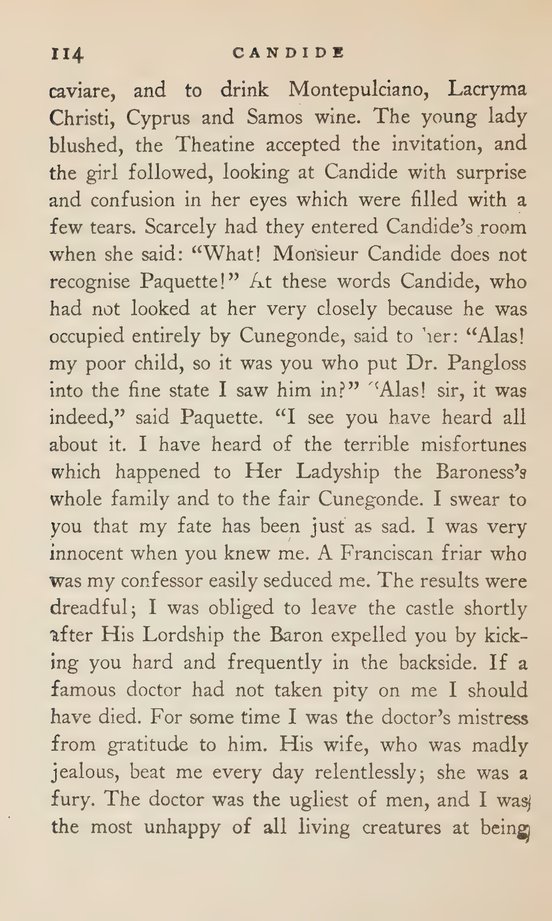 114 CANDIDE
caviare, and to drink Montepulciano, Lacryma
Christi, Cyprus and Samos wine. The young lady
blushed, the Theatine accepted the invitation, and
the girl followed, looking at Candide with surprise
and confusion in her eyes which were filled with a
few tears. Scarcely had they entered Candide's room
when she said: "What! Monsieur Candide does not
recognise Paquette!" At these words Candide, who
had not looked at her very closely because he was
occupied entirely by Cunegonde, said to her: "Alas!
my poor child, so it was you who put Dr. Pangloss
into the fine state I saw him in?" "Alas! sir, it was
indeed," said Paquette. "I see you have heard all
about it. I have heard of the terrible misfortunes
which happened to Her Ladyship the Baroness's
whole family and to the fair Cunegonde. I swear to
you that my fate has been just as sad. I was very
innocent when you knew me. A Franciscan friar who
was my confessor easily seduced me. The results were
dreadful; I was obliged to leave the castle shortly
after His Lordship the Baron expelled you by kick-
ing you hard and frequently in the backside. If a
famous doctor had not taken pity on me I should
have died. For some time I was the doctor's mistress
from gratitude to him. His wife, who was madly
jealous, beat me every day relentlessly; she was a
fury. The doctor was the ugliest of men, and I was
the most unhappy of all living creatures at being